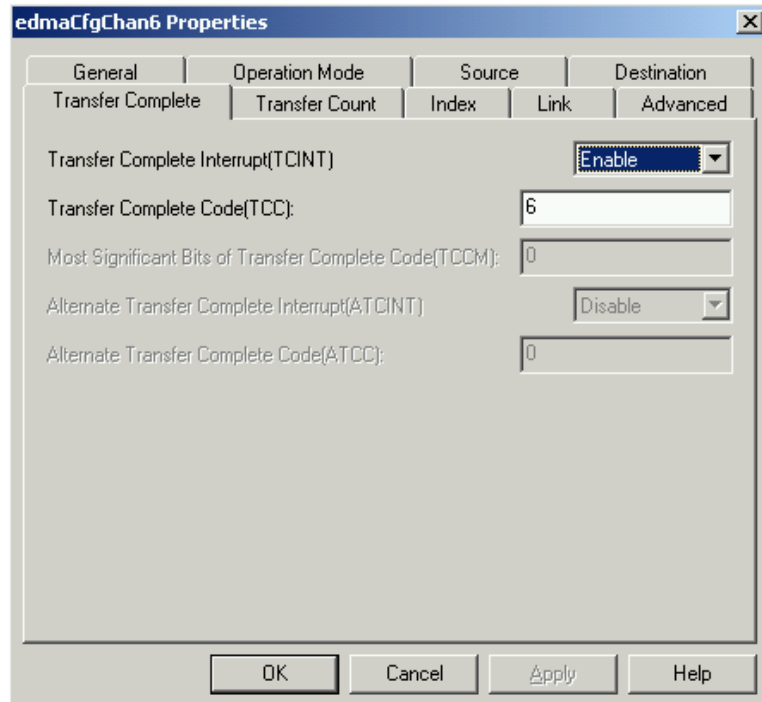 edmaCfgChan6 Properties
General Operation Mode Source Destination
Transfer Complete Transfer Count Index Link Advanced
Transfer Complete Interrupt(TCINT) Enable
Transfer Complete Code(TCC): 6
Most Significant Bits of Transfer Complete Code(TCCM): 0
Alternate Transfer Complete Interrupt(ATCINT) Disable
Alternate Transfer Complete Code(ATCC): 0
OK Cancel Apply Help